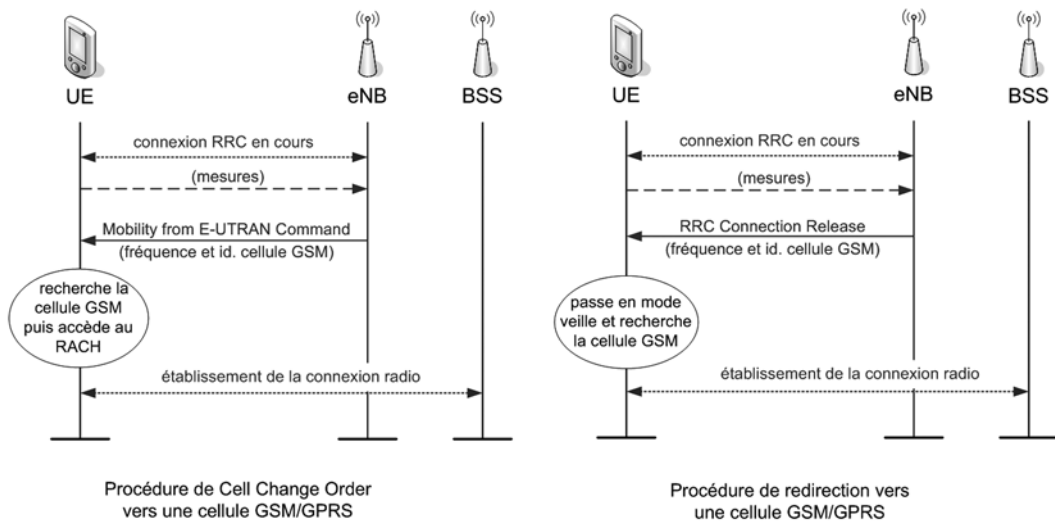 UE
eNB
BSS
connexion RRC en cours
(mesures)
Mobility from E-UTRAN Command
(fréquence et id. cellule GSM)
recherche la
cellule GSM
puis accède au
RACH
établissement de la connexion radio
Procédure de Cell Change Order
vers une cellule GSM/GPRS
UE
eNB
BSS
connexion RRC en cours
(mesures)
RRC Connection Release
(fréquence et id. cellule GSM)
passe en mode
veille et recherche
la cellule GSM
établissement de la connexion radio
Procédure de redirection vers
une cellule GSM/GPRS